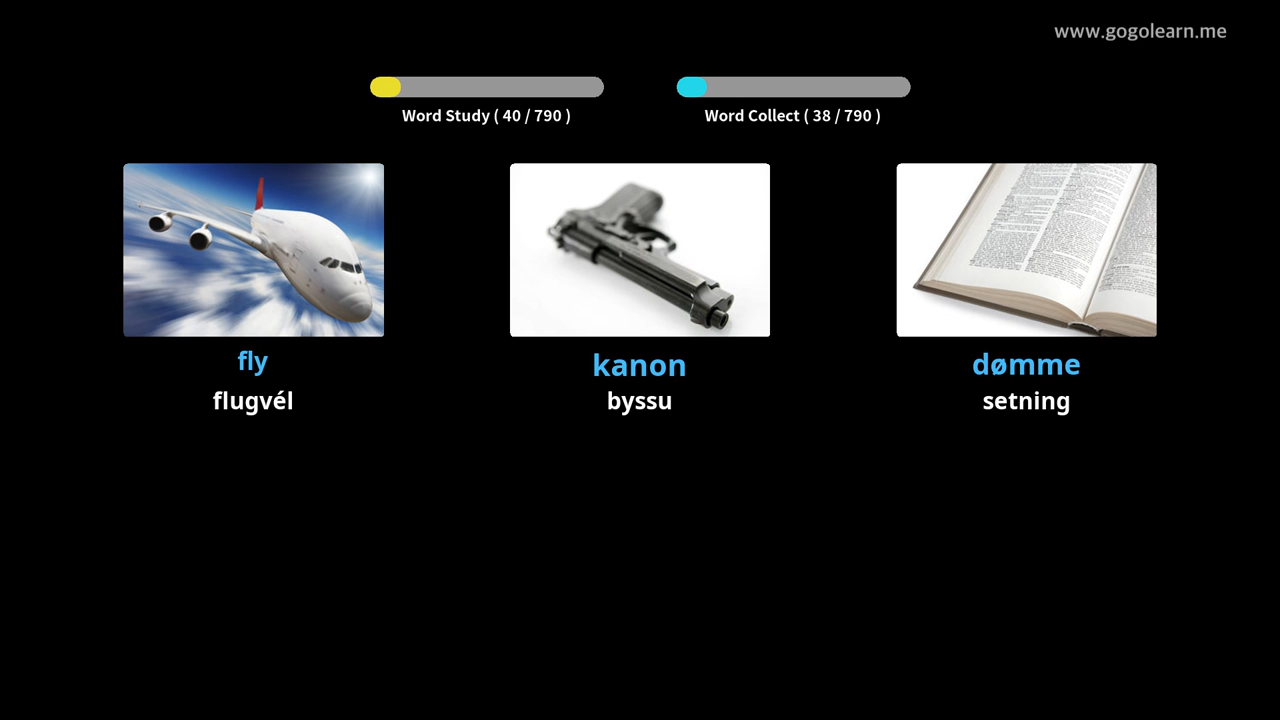 www.gogolearn.me
Word Study ( 40 / 790 )
Word Collect ( 38 / 790 )
fly
flugvél
kanon
byssu
dømme
setning